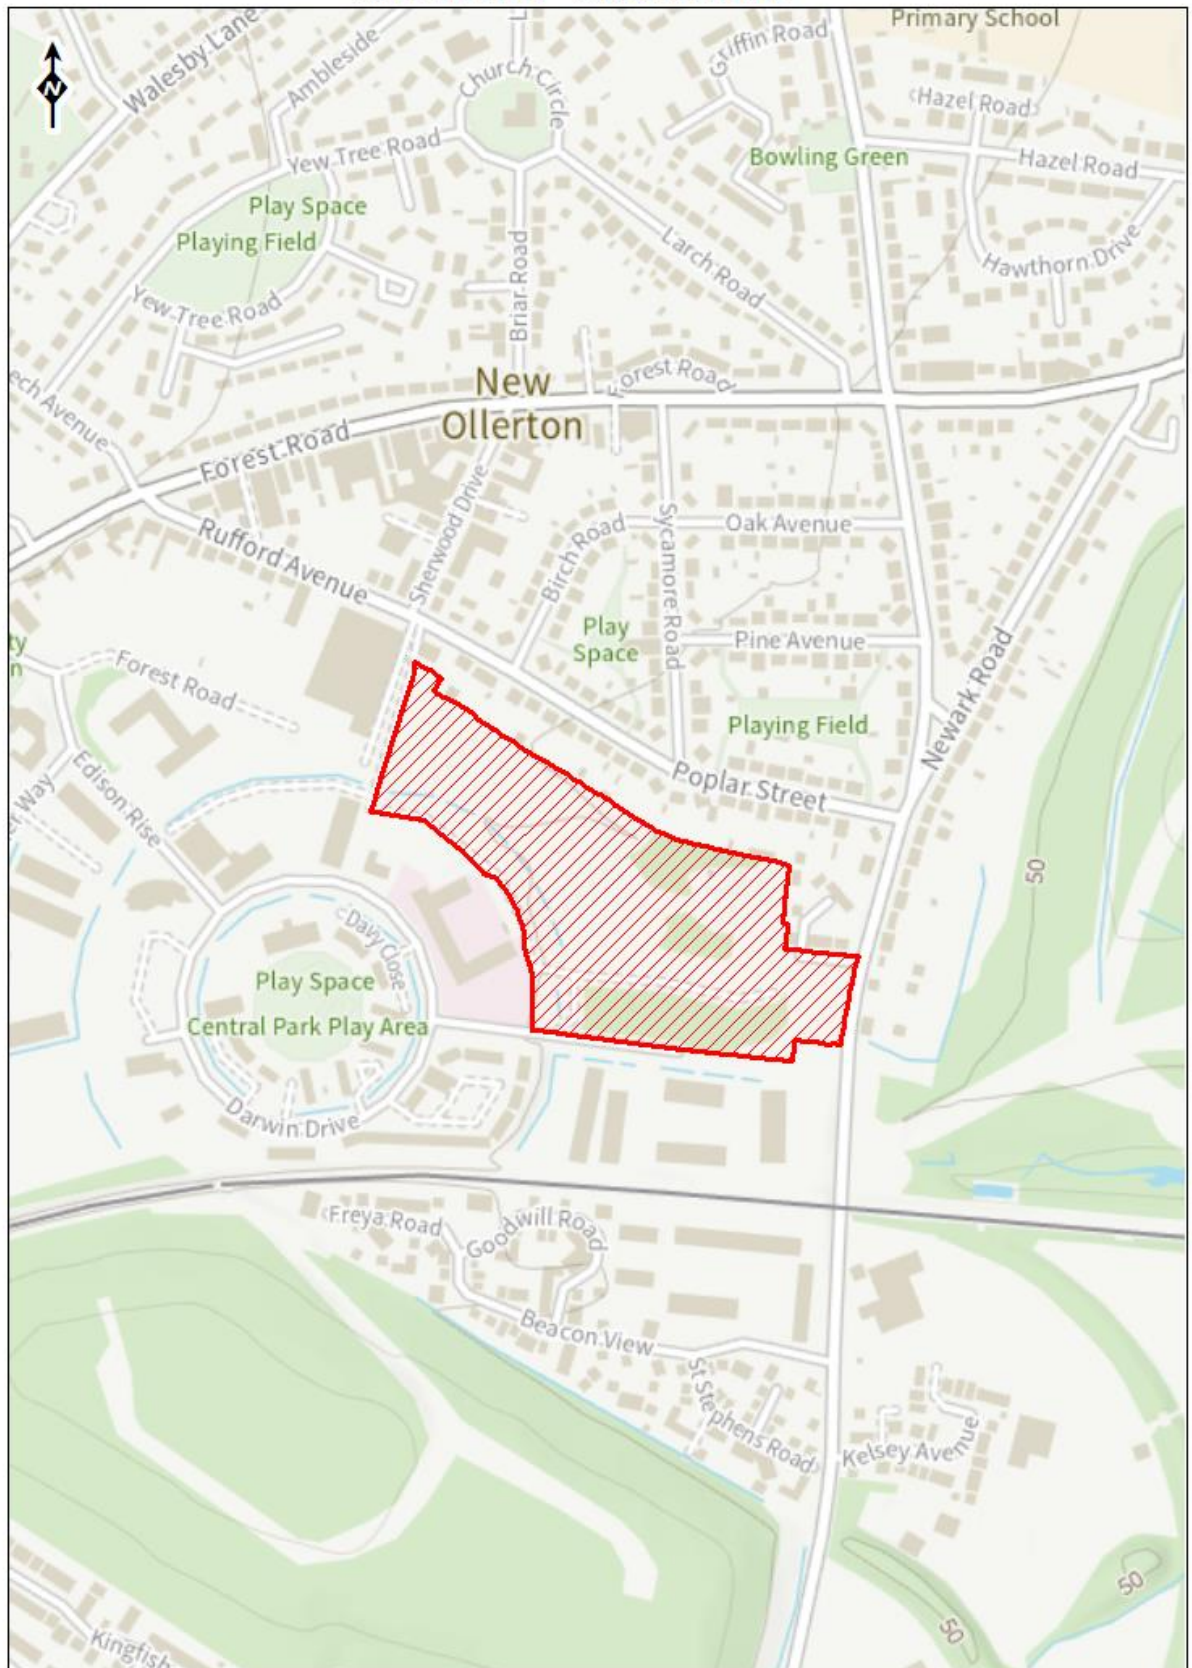 Primary School
N
Walesby Lane
Ambleside
L
Church Circle
Griffin Road
Hazel Road
Yew Tree Road
Bowling Green
Hazel Road
Play Space
Playing Field
Briar Road
Larch Road
Hawthorn Drive
Yew Tree Road
New
Ollerton
Forest Road
ech Avenue
Forest Road
Sherwood Drive
Rufford Avenue
Birch Road
Sycamore Road
Oak Avenue
Play
Space
Pine Avenue
ty
n
Forest Road
Newark Road
Playing Field
Edison Rise
er Way
Poplar Street
50
Davy Close
Play Space
Central Park Play Area
Darwin Drive
Freya Road
Goodwill Road
Beacon View
St Stephens Road
Kelsey Avenue
50
50
Kingfish